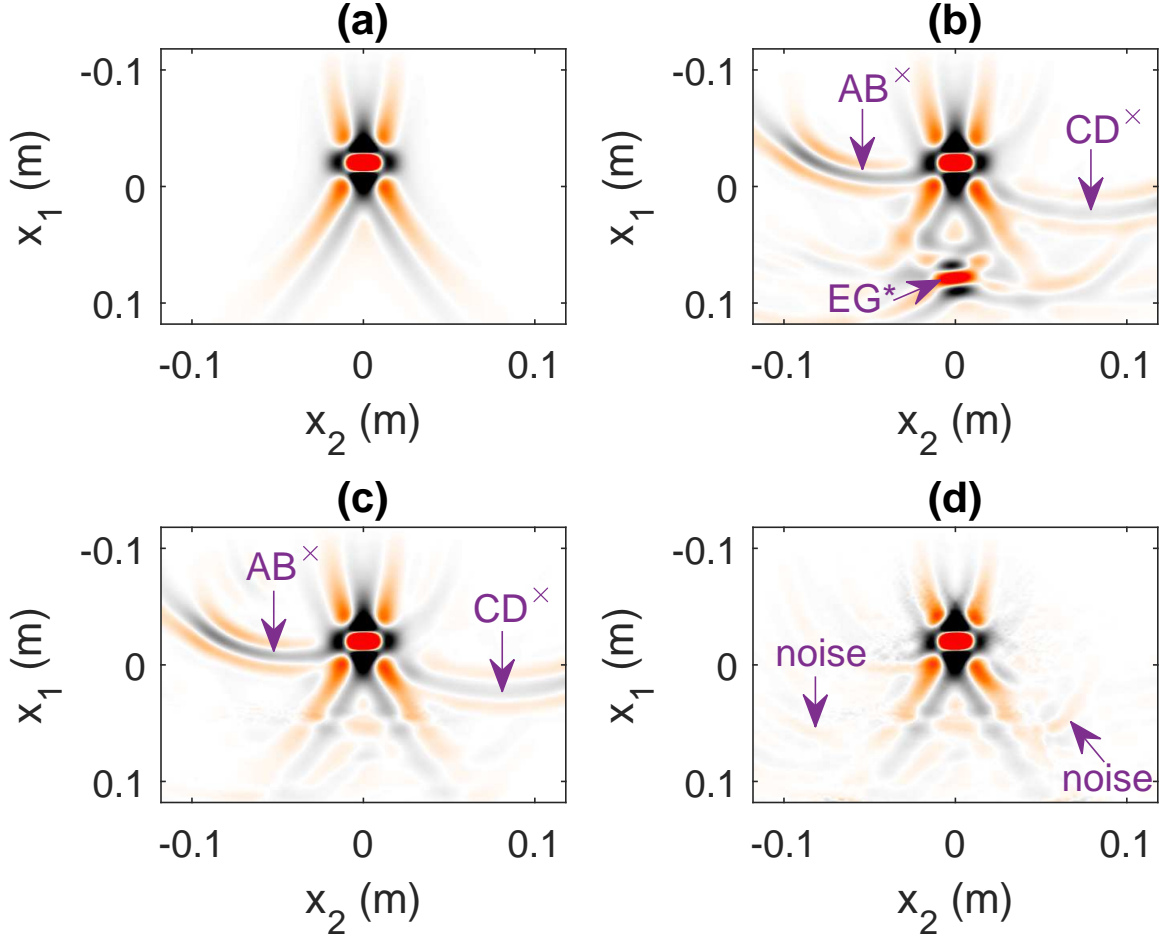 (a)
-0.1
0
0.1
x₁ (m)
-0.1 0 0.1
x₂ (m)
(b)
AB×
CD×
EG*
-0.1
0
0.1
x₁ (m)
-0.1 0 0.1
x₂ (m)
(c)
AB×
CD×
-0.1
0
0.1
x₁ (m)
-0.1 0 0.1
x₂ (m)
(d)
noise
noise
-0.1
0
0.1
x₁ (m)
-0.1 0 0.1
x₂ (m)